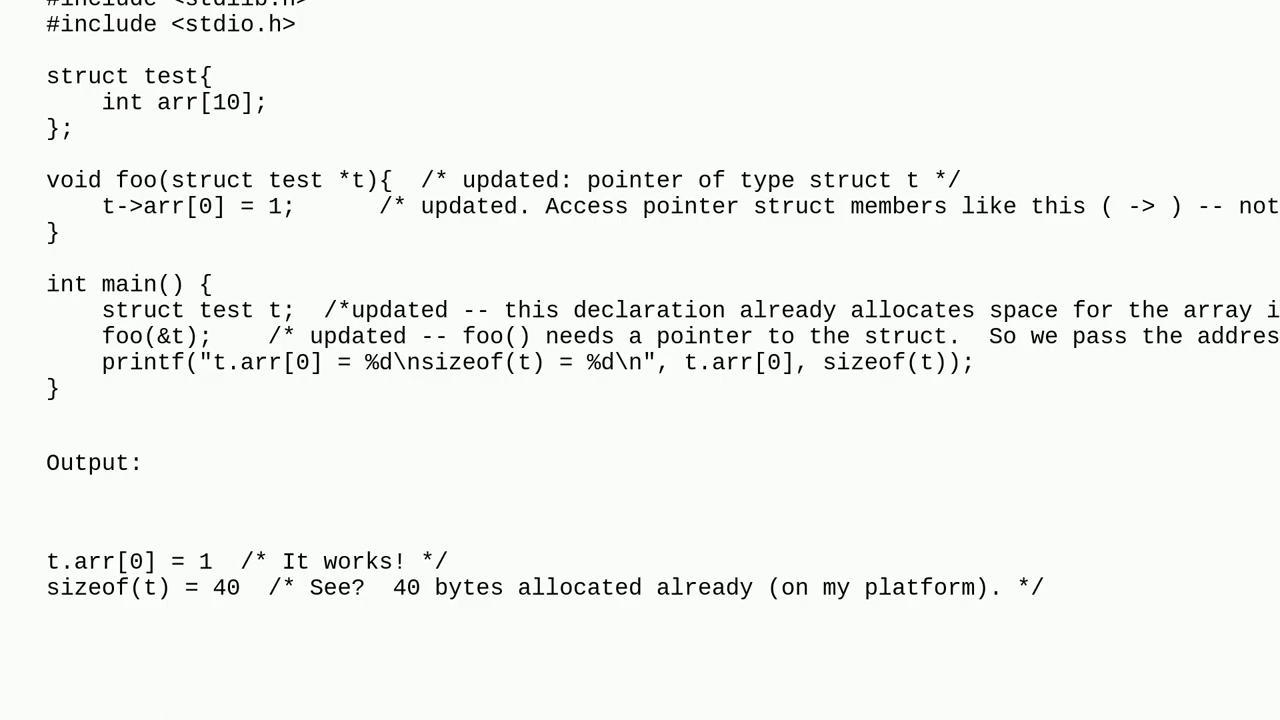 #include <stdlib.h>
#include <stdio.h>
struct test{
    int arr[10];
};
void foo(struct test *t){  /* updated: pointer of type struct t */
    t->arr[0] = 1;      /* updated. Access pointer struct members like this ( -> ) -- not
}
int main() {
    struct test t;  /*updated -- this declaration already allocates space for the array i
    foo(&t);    /* updated -- foo() needs a pointer to the struct.  So we pass the addres
    printf("t.arr[0] = %d\nsizeof(t) = %d\n", t.arr[0], sizeof(t));
}
Output:
t.arr[0] = 1  /* It works! */
sizeof(t) = 40  /* See?  40 bytes allocated already (on my platform). */